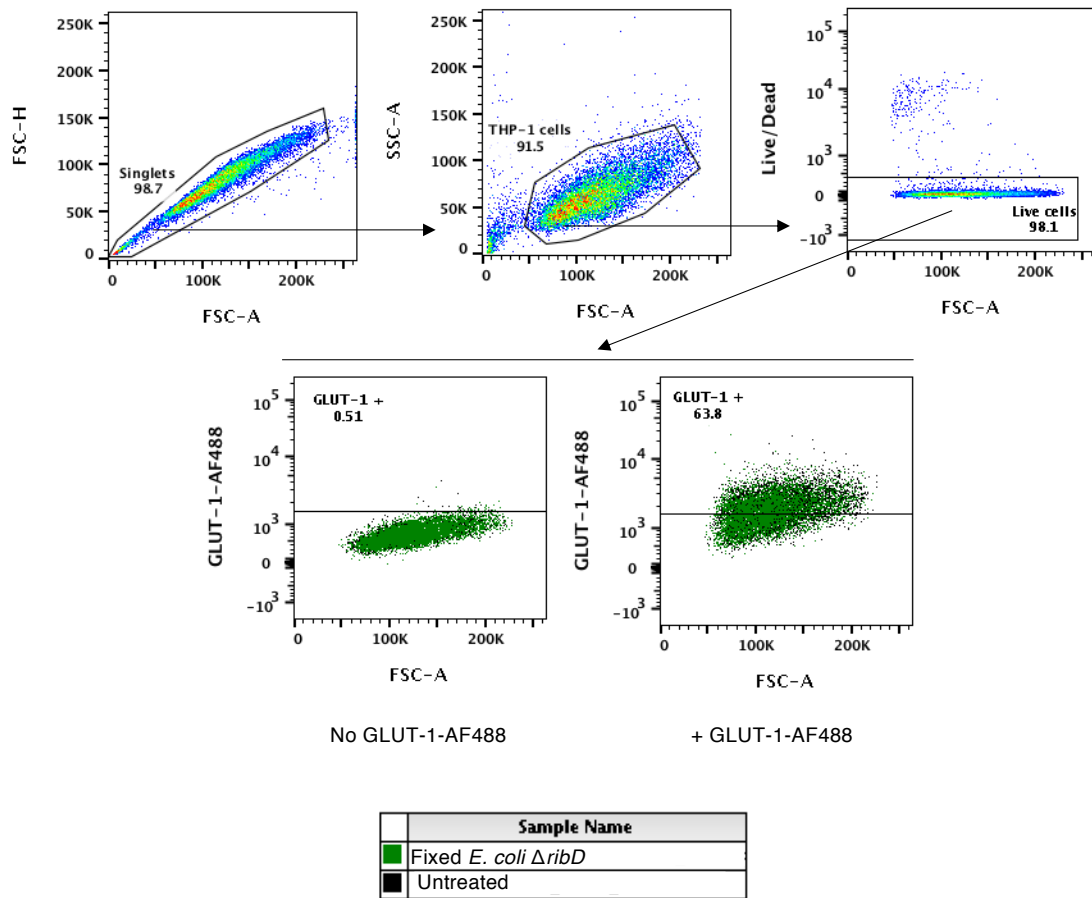 FSC-H
250K
200K
150K
100K
50K
0
Singlets
98.7
0
100K
200K
FSC-A
SSC-A
250K
200K
150K
100K
50K
0
THP-1 cells
91.5
0
100K
200K
FSC-A
Live/Dead
10^5
10^4
10^3
0
-10^3
Live cells
98.1
0
100K
200K
FSC-A
GLUT-1-AF488
10^5
10^4
10^3
0
-10^3
GLUT-1 +
0.51
0
100K
200K
FSC-A
No GLUT-1-AF488
GLUT-1-AF488
10^5
10^4
10^3
0
-10^3
GLUT-1 +
63.8
0
100K
200K
FSC-A
+ GLUT-1-AF488
Sample Name
Fixed E. coli ΔribD
Untreated